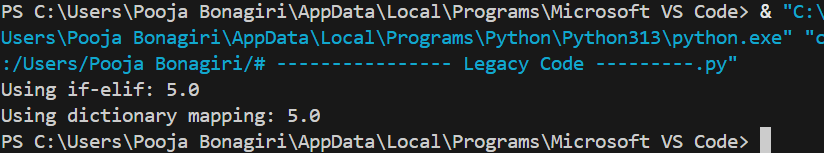 PS C:\Users\Pooja Bonagiri\AppData\Local\Programs\Microsoft VS Code> & "C:\
Users\Pooja Bonagiri\AppData\Local\Programs\Python\Python313\python.exe" "c
:/Users/Pooja Bonagiri/# ---------------- Legacy Code ---------.py"
Using if-elif: 5.0
Using dictionary mapping: 5.0
PS C:\Users\Pooja Bonagiri\AppData\Local\Programs\Microsoft VS Code>